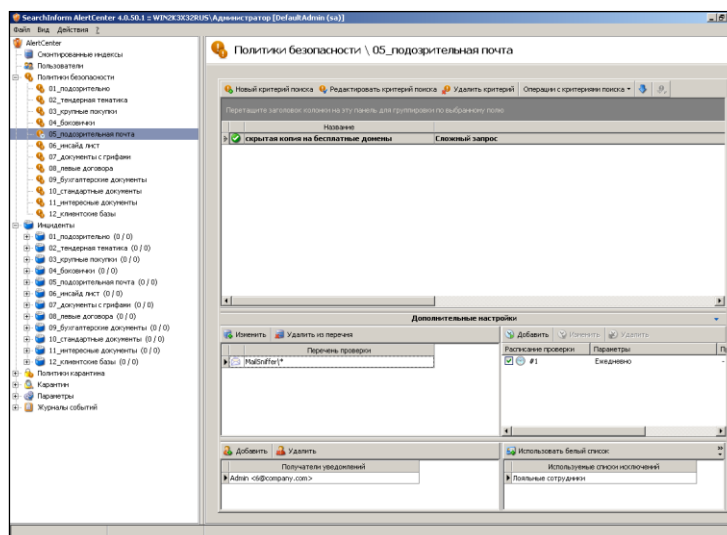 SearchInform AlertCenter 4.0.50.1 :: WIN2K3X32RUS\Администратор [DefaultAdmin (sa)]
Файл Вид Действия ?
AlertCenter
Смонтированные индексы
Пользователи
Политики безопасности
01_подозрительно
02_тендерная тематика
03_крупные покупки
04_боковички
05_подозрительная почта
06_инсайд лист
07_документы с грифами
08_левые договора
09_бухгалтерские документы
10_стандартные документы
11_интересные документы
12_клиентские базы
Инциденты
01_подозрительно (0 / 0)
02_тендерная тематика (0 / 0)
03_крупные покупки (0 / 0)
04_боковички (0 / 0)
05_подозрительная почта (0 / 0)
06_инсайд лист (0 / 0)
07_документы с грифами (0 / 0)
08_левые договора (0 / 0)
09_бухгалтерские документы (0 / 0)
10_стандартные документы (0 / 0)
11_интересные документы (0 / 0)
12_клиентские базы (0 / 0)
Политики карантина
Карантин
Параметры
Журналы событий
Политики безопасности \ 05_подозрительная почта
Новый критерий поиска Редактировать критерий поиска Удалить критерий Операции с критериями поиска
Перетащите заголовок колонки на эту панель для группировки по выбранному полю
Название
скрытая копия на бесплатные домены Сложный запрос
Дополнительные настройки
Изменить Удалить из перечня
Перечень проверки
MailSniffer\*
Добавить Изменить Удалить
Расписание проверки Параметры
#1 Ежедневно
Добавить Удалить
Получатели уведомлений
Admin <6@company.com>
Использовать белый список
Используемые списки исключений
Лояльные сотрудники